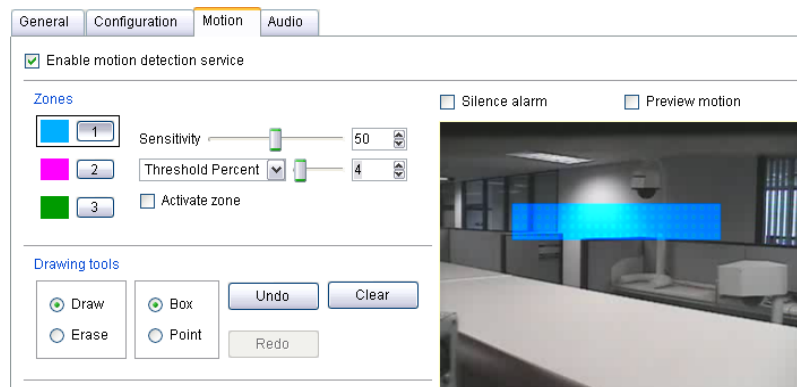 General Configuration Motion Audio
Enable motion detection service
Zones
Silence alarm Preview motion
1
Sensitivity 50
2
Threshold Percent 4
3
Activate zone
Drawing tools
Draw Box Undo Clear
Erase Point Redo